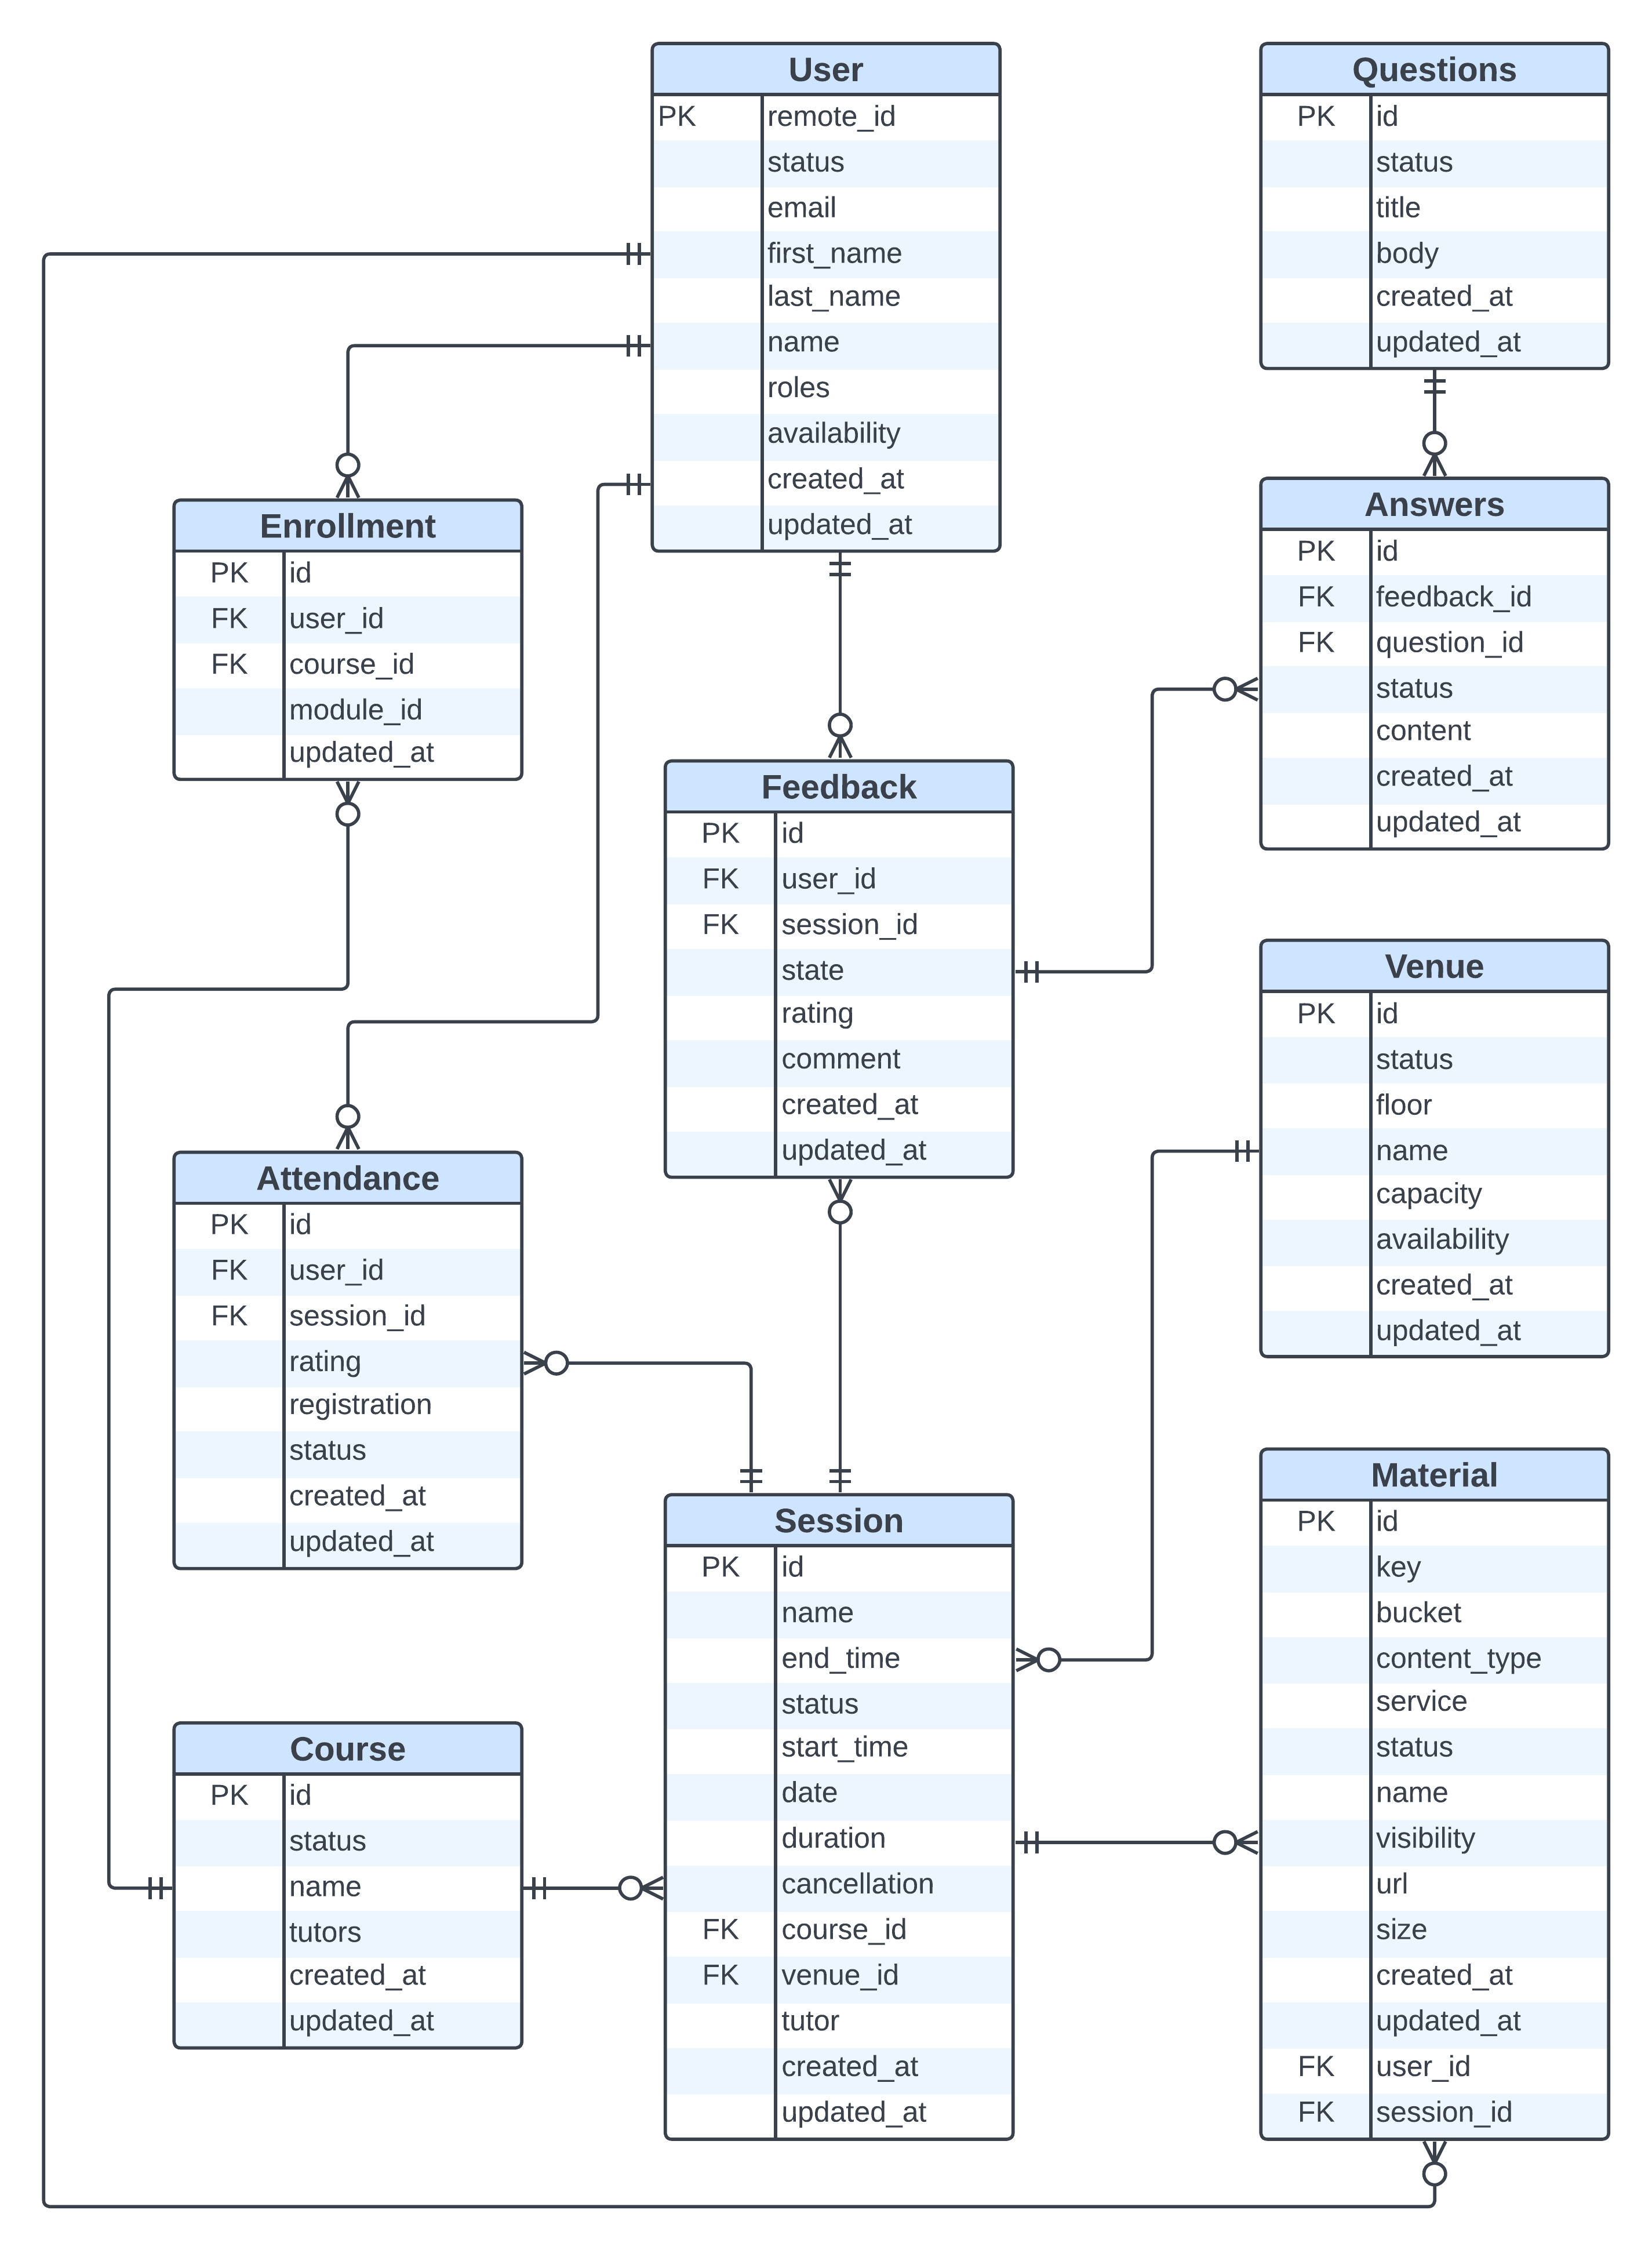 User
PK remote_id
status
email
first_name
last_name
name
roles
availability
created_at
updated_at
Questions
PK id
status
title
body
created_at
updated_at
Enrollment
PK id
FK user_id
FK course_id
module_id
updated_at
Answers
PK id
FK feedback_id
FK question_id
status
content
created_at
updated_at
Feedback
PK id
FK user_id
FK session_id
state
rating
comment
created_at
updated_at
Venue
PK id
status
floor
name
capacity
availability
created_at
updated_at
Attendance
PK id
FK user_id
FK session_id
rating
registration
status
created_at
updated_at
Session
PK id
name
end_time
status
start_time
date
duration
cancellation
FK course_id
FK venue_id
tutor
created_at
updated_at
Material
PK id
key
bucket
content_type
service
status
name
visibility
url
size
created_at
updated_at
FK user_id
FK session_id
Course
PK id
status
name
tutors
created_at
updated_at